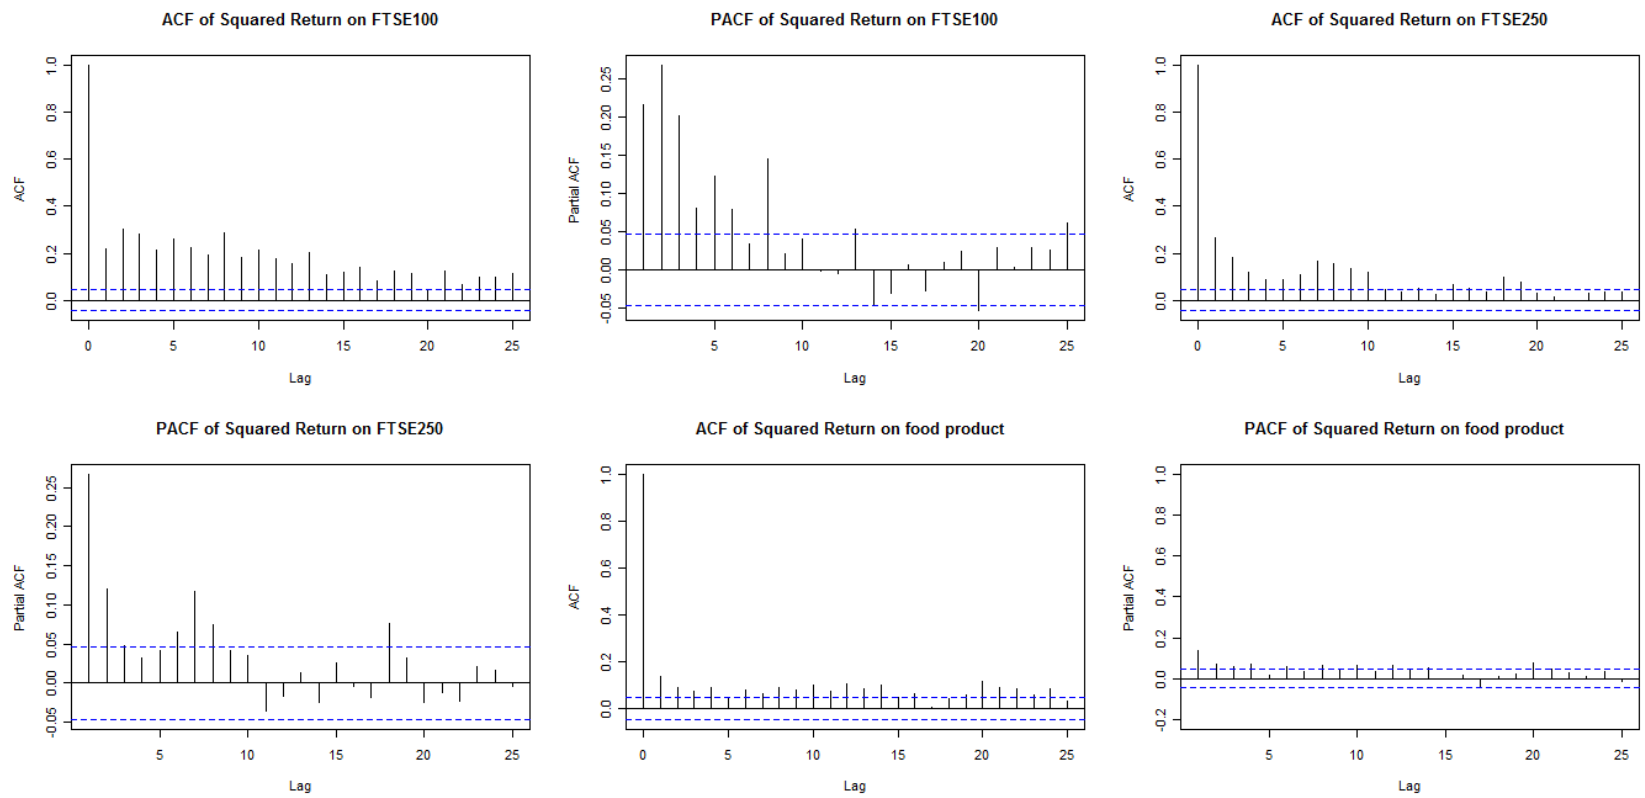 ACF of Squared Return on FTSE100
ACF
1.0
0.8
0.6
0.4
0.2
0.0
0 5 10 15 20 25
Lag
PACF of Squared Return on FTSE100
Partial ACF
0.25
0.20
0.15
0.10
0.05
0.00
-0.05
5 10 15 20 25
Lag
ACF of Squared Return on FTSE250
ACF
1.0
0.8
0.6
0.4
0.2
0.0
0 5 10 15 20 25
Lag
PACF of Squared Return on FTSE250
Partial ACF
0.25
0.20
0.15
0.10
0.05
0.00
-0.05
5 10 15 20 25
Lag
ACF of Squared Return on food product
ACF
1.0
0.8
0.6
0.4
0.2
0.0
0 5 10 15 20 25
Lag
PACF of Squared Return on food product
Partial ACF
1.0
0.8
0.6
0.4
0.2
0.0
-0.2
5 10 15 20 25
Lag